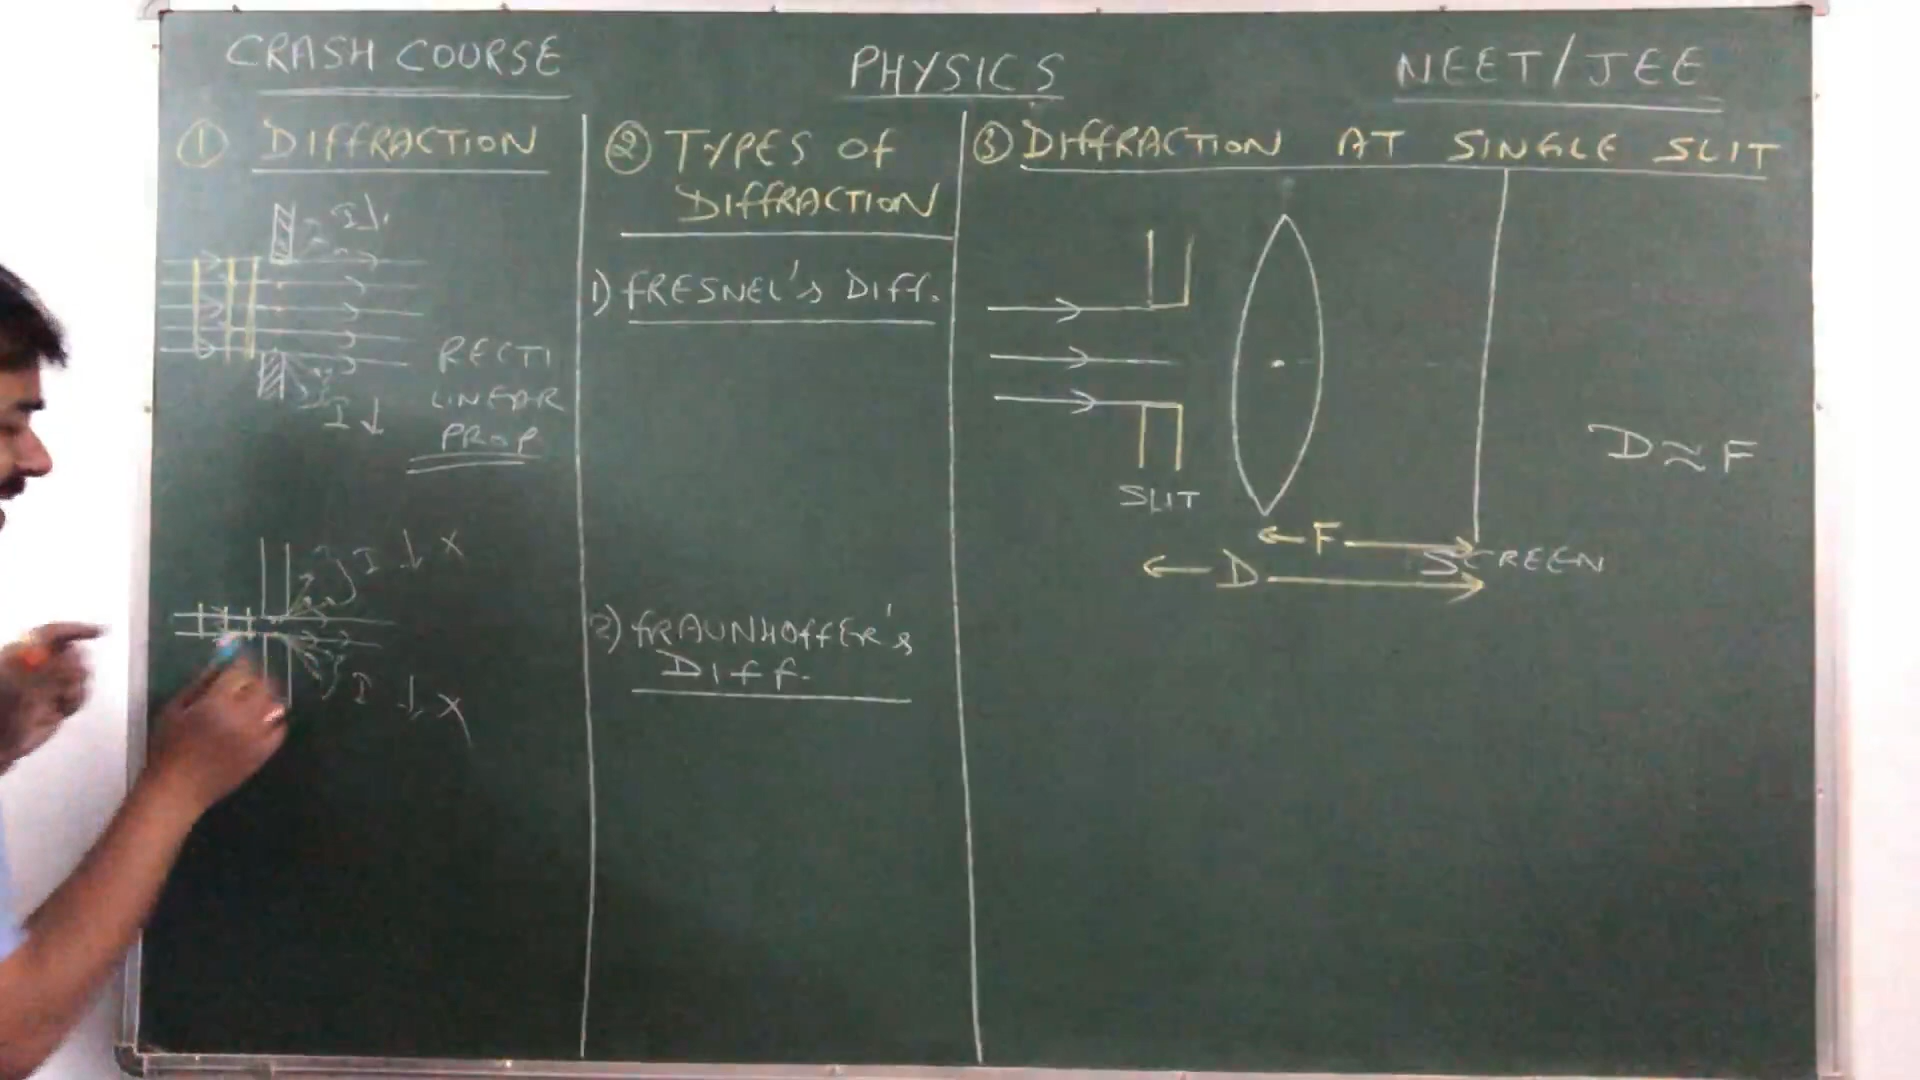 CRASH COURSE
PHYSICS
NEET/JEE
① DIFFRACTION
I↓
RECTI
LINEAR
PROP
I ↓
I ↓ x
I ↓ x
② TYPES OF
DIFFRACTION
1) FRESNEL's DIFF.
2) FRAUNHOFFER's
DIFF.
③ DIFFRACTION AT SINGLE SLIT
SLIT
F
SCREEN
D
D ≈ F